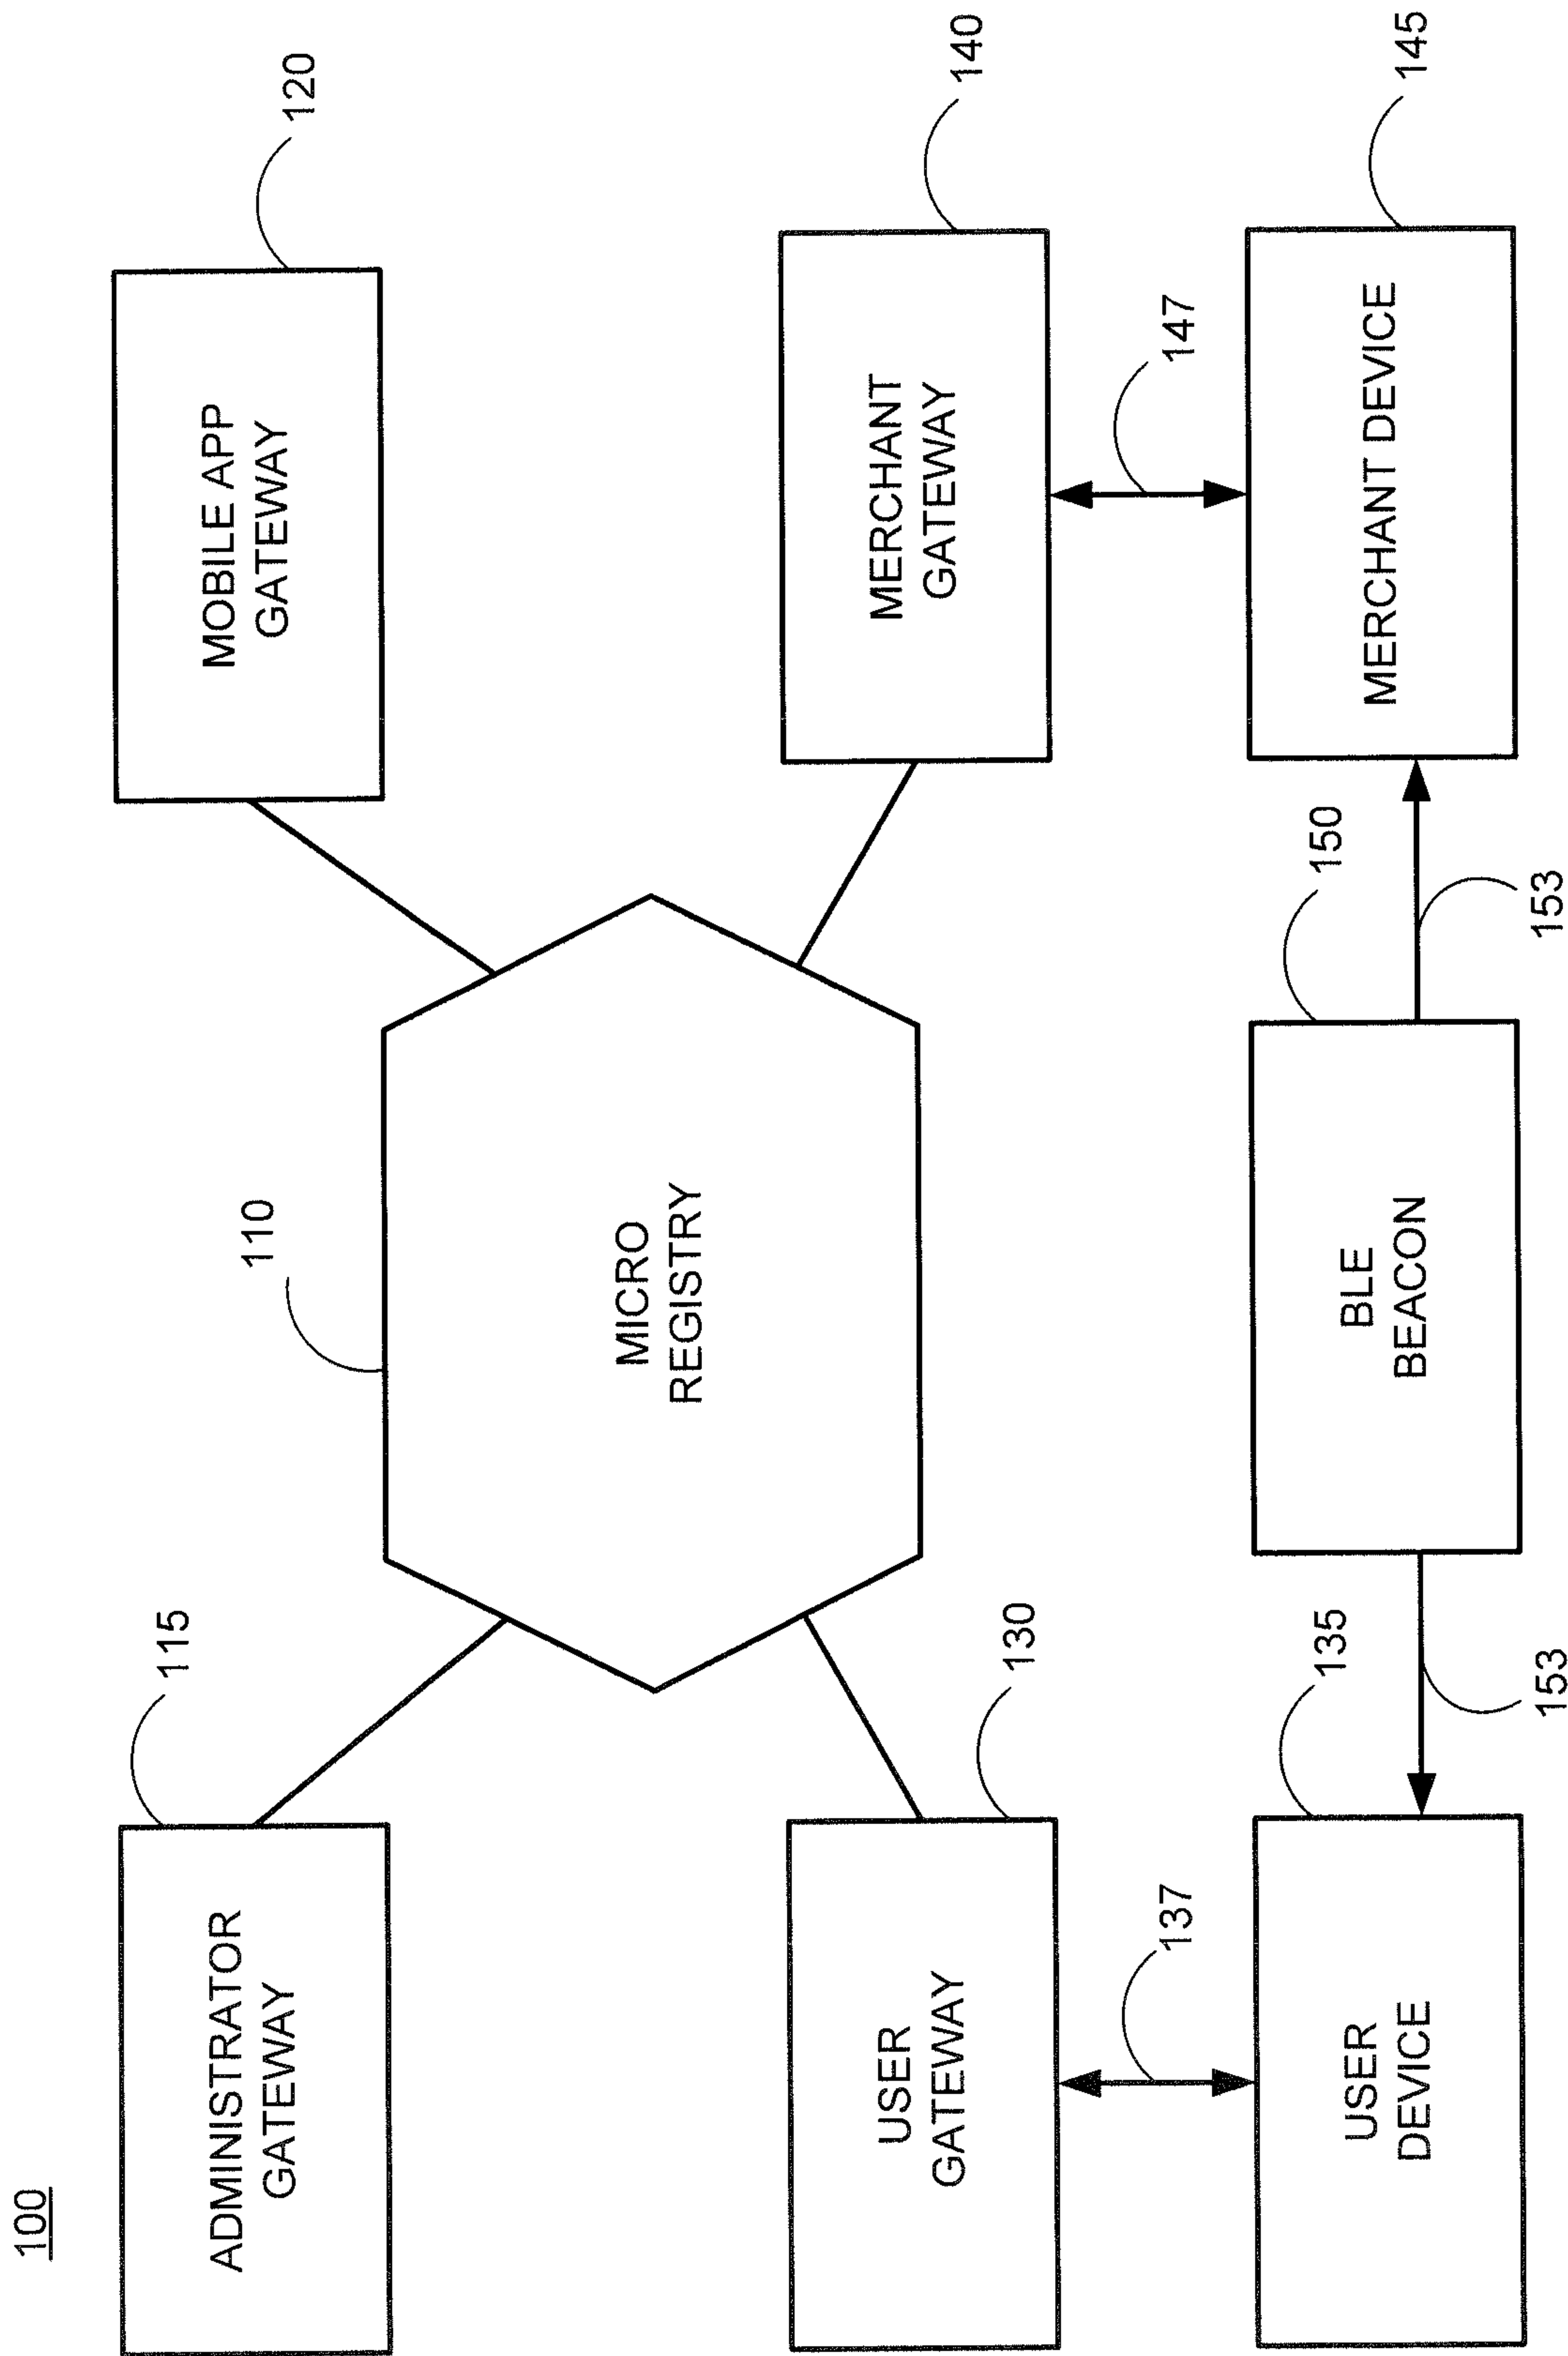 100
115
ADMINISTRATOR
GATEWAY
110
MICRO
REGISTRY
120
MOBILE APP
GATEWAY
130
USER
GATEWAY
140
MERCHANT
GATEWAY
137
147
135
USER
DEVICE
150
BLE
BEACON
145
MERCHANT DEVICE
153
153